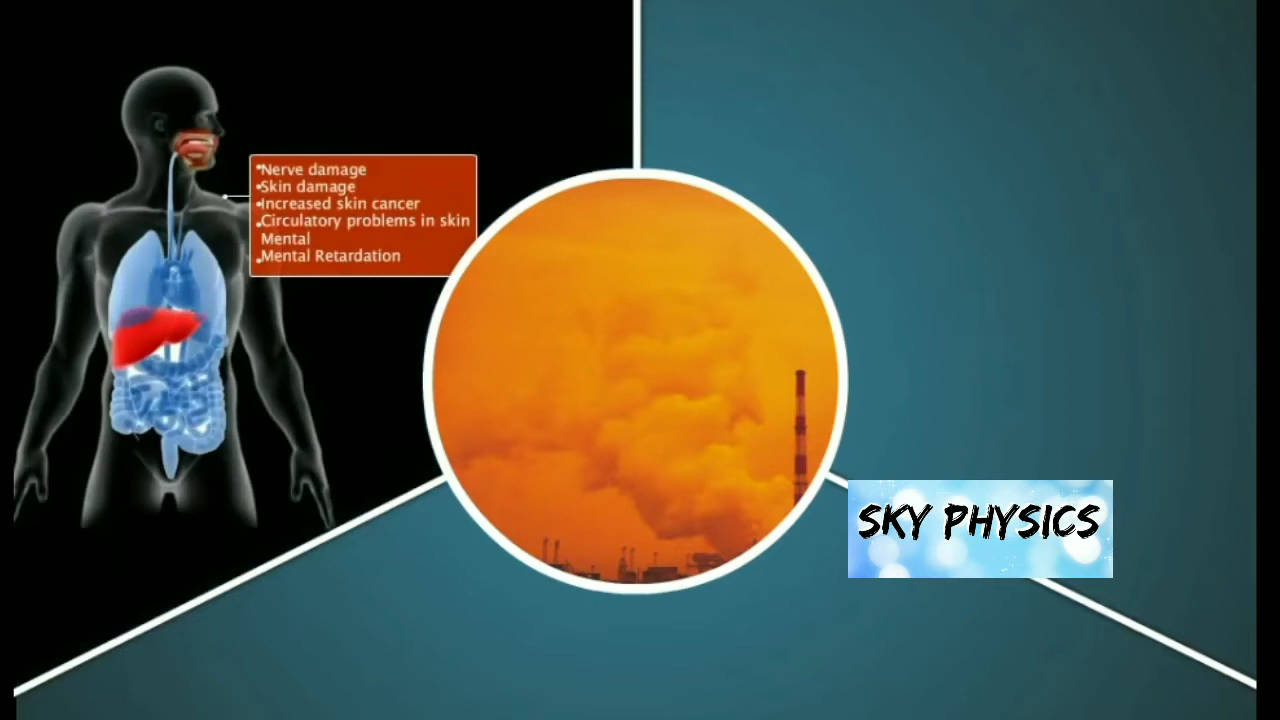 •Nerve damage
•Skin damage
•Increased skin cancer
•Circulatory problems in skin
Mental
•Mental Retardation
SKY PHYSICS